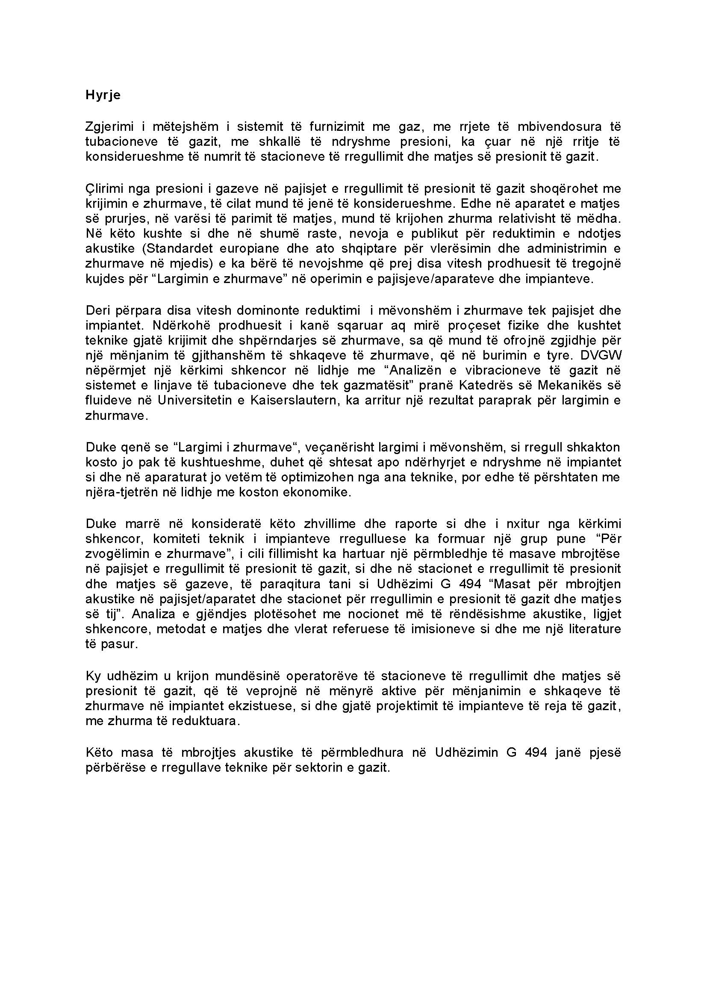 Hyrje
Zgjerimi i mëtejshëm i sistemit të furnizimit me gaz, me rrjete të mbivendosura të
tubacioneve të gazit, me shkallë të ndryshme presioni, ka çuar në një rritje të
konsiderueshme të numrit të stacioneve të rregullimit dhe matjes së presionit të gazit.
Çlirimi nga presioni i gazeve në pajisjet e rregullimit të presionit të gazit shoqërohet me
krijimin e zhurmave, të cilat mund të jenë të konsiderueshme. Edhe në aparatet e matjes
së prurjes, në varësi të parimit të matjes, mund të krijohen zhurma relativisht të mëdha.
Në këto kushte si dhe në shumë raste, nevoja e publikut për reduktimin e ndotjes
akustike (Standardet europiane dhe ato shqiptare për vlerësimin dhe administrimin e
zhurmave në mjedis) e ka bërë të nevojshme që prej disa vitesh prodhuesit të tregojnë
kujdes për “Largimin e zhurmave” në operimin e pajisjeve/aparateve dhe impianteve.
Deri përpara disa vitesh dominonte reduktimi  i mëvonshëm i zhurmave tek pajisjet dhe
impiantet. Ndërkohë prodhuesit i kanë sqaruar aq mirë proçeset fizike dhe kushtet
teknike gjatë krijimit dhe shpërndarjes së zhurmave, sa që mund të ofrojnë zgjidhje për
një mënjanim të gjithanshëm të shkaqeve të zhurmave, që në burimin e tyre. DVGW
nëpërmjet një kërkimi shkencor në lidhje me “Analizën e vibracioneve të gazit në
sistemet e linjave të tubacioneve dhe tek gazmatësit” pranë Katedrës së Mekanikës së
fluideve në Universitetin e Kaiserslautern, ka arritur një rezultat paraprak për largimin e
zhurmave.
Duke qenë se “Largimi i zhurmave“, veçanërisht largimi i mëvonshëm, si rregull shkakton
kosto jo pak të kushtueshme, duhet që shtesat apo ndërhyrjet e ndryshme në impiantet
si dhe në aparaturat jo vetëm të optimizohen nga ana teknike, por edhe të përshtaten me
njëra-tjetrën në lidhje me koston ekonomike.
Duke marrë në konsideratë këto zhvillime dhe raporte si dhe i nxitur nga kërkimi
shkencor, komiteti teknik i impianteve rregulluese ka formuar një grup pune “Për
zvogëlimin e zhurmave”, i cili fillimisht ka hartuar një përmbledhje të masave mbrojtëse
në pajisjet e rregullimit të presionit të gazit, si dhe në stacionet e rregullimit të presionit
dhe matjes së gazeve, të paraqitura tani si Udhëzimi G 494 “Masat për mbrojtjen
akustike në pajisjet/aparatet dhe stacionet për rregullimin e presionit të gazit dhe matjes
së tij”. Analiza e gjëndjes plotësohet me nocionet më të rëndësishme akustike, ligjet
shkencore, metodat e matjes dhe vlerat referuese të imisioneve si dhe me një literature
të pasur.
Ky udhëzim u krijon mundësinë operatorëve të stacioneve të rregullimit dhe matjes së
presionit të gazit, që të veprojnë në mënyrë aktive për mënjanimin e shkaqeve të
zhurmave në impiantet ekzistuese, si dhe gjatë projektimit të impianteve të reja të gazit,
me zhurma të reduktuara.
Këto masa të mbrojtjes akustike të përmbledhura në Udhëzimin G 494 janë pjesë
përbërëse e rregullave teknike për sektorin e gazit.